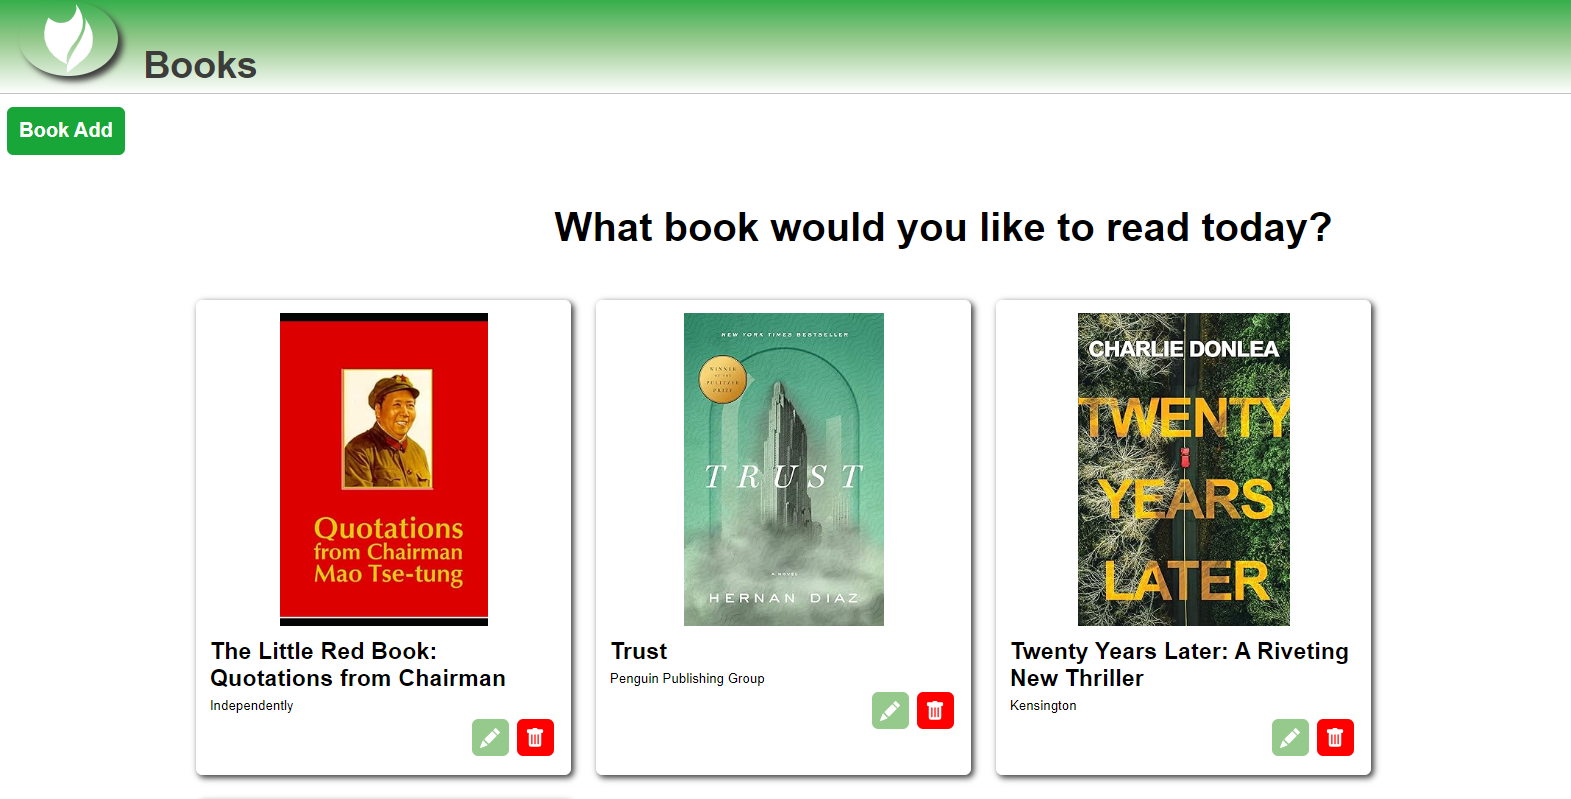 Books
Book Add
What book would you like to read today?
Quotations
from Chairman
Mao Tse-tung
The Little Red Book:
Quotations from Chairman
Independently
NEW YORK TIMES BESTSELLER
WINNER
OF THE
PULITZER
PRIZE
TRUST
A NOVEL
HERNAN DIAZ
Trust
Penguin Publishing Group
CHARLIE DONLEA
TWENTY
YEARS
LATER
Twenty Years Later: A Riveting
New Thriller
Kensington